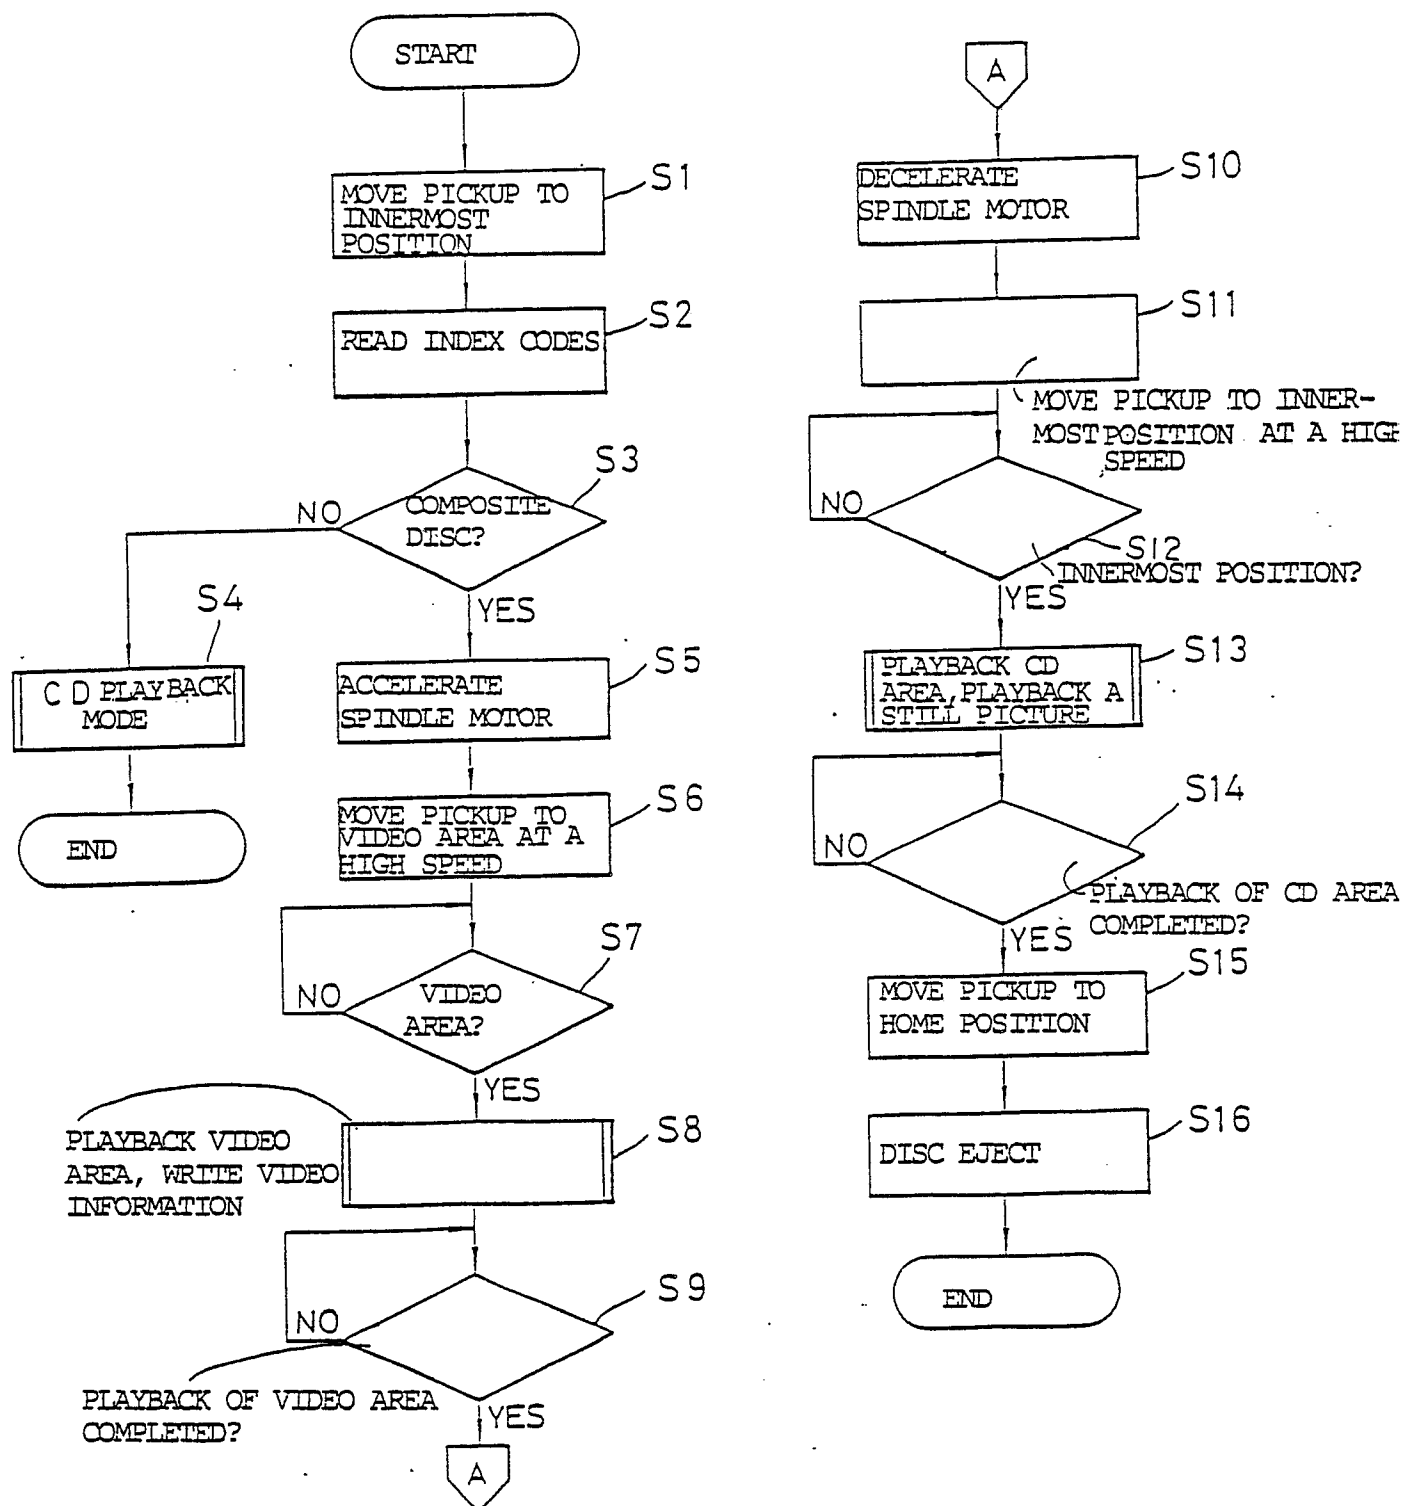 START
MOVE PICKUP TO
INNERMOST
POSITION
S1
READ INDEX CODES
S2
COMPOSITE
DISC?
S3
NO
YES
S4
C D PLAYBACK
MODE
END
ACCELERATE
SPINDLE MOTOR
S5
MOVE PICKUP TO
VIDEO AREA AT A
HIGH SPEED
S6
VIDEO
AREA?
S7
NO
YES
PLAYBACK VIDEO
AREA, WRITE VIDEO
INFORMATION
S8
S9
NO
PLAYBACK OF VIDEO AREA
COMPLETED?
YES
A
A
DECELERATE
SPINDLE MOTOR
S10
S11
MOVE PICKUP TO INNER-
MOST POSITION AT A HIGH
SPEED
NO
S12
INNERMOST POSITION?
YES
PLAYBACK CD
AREA, PLAYBACK A
STILL PICTURE
S13
S14
NO
PLAYBACK OF CD AREA
COMPLETED?
YES
MOVE PICKUP TO
HOME POSITION
S15
DISC EJECT
S16
END